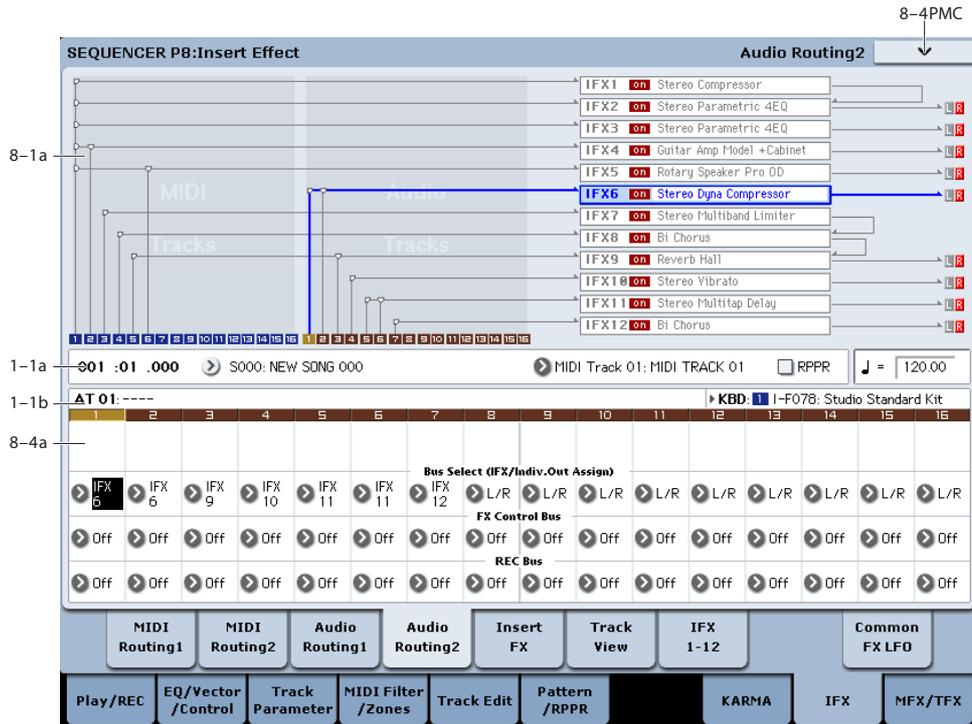 8–4PMC
SEQUENCER P8:Insert Effect Audio Routing2
IFX1 on Stereo Compressor
IFX2 on Stereo Parametric 4EQ L R
IFX3 on Stereo Parametric 4EQ L R
IFX4 on Guitar Amp Model +Cabinet L R
8–1a
IFX5 on Rotary Speaker Pro OD L R
MIDI Audio
IFX6 on Stereo Dyna Compressor L R
IFX7 on Stereo Multiband Limiter
IFX8 on Bi Chorus
Tracks Tracks
IFX9 on Reverb Hall L R
IFX10 on Stereo Vibrato L R
IFX11 on Stereo Multitap Delay L R
IFX12 on Bi Chorus L R
1 2 3 4 5 6 7 8 9 10 11 12 13 14 15 16 1 2 3 4 5 6 7 8 9 10 11 12 13 14 15 16
1–1a 001 :01 .000 S000: NEW SONG 000 MIDI Track 01: MIDI TRACK 01 RPPR ♩ = 120.00
1–1b AT 01: ---- KBD: 1 I-F078: Studio Standard Kit
1 2 3 4 5 6 7 8 9 10 11 12 13 14 15 16
8–4a
Bus Select (IFX/Indiv.Out Assign)
IFX 6 IFX 6 IFX 9 IFX 10 IFX 11 IFX 11 IFX 12 L/R L/R L/R L/R L/R L/R L/R L/R L/R
FX Control Bus
Off Off Off Off Off Off Off Off Off Off Off Off Off Off Off Off
REC Bus
Off Off Off Off Off Off Off Off Off Off Off Off Off Off Off Off
MIDI Routing1 MIDI Routing2 Audio Routing1 Audio Routing2 Insert FX Track View IFX 1-12 Common FX LFO
Play/REC EQ/Vector /Control Track Parameter MIDI Filter /Zones Track Edit Pattern /RPPR KARMA IFX MFX/TFX